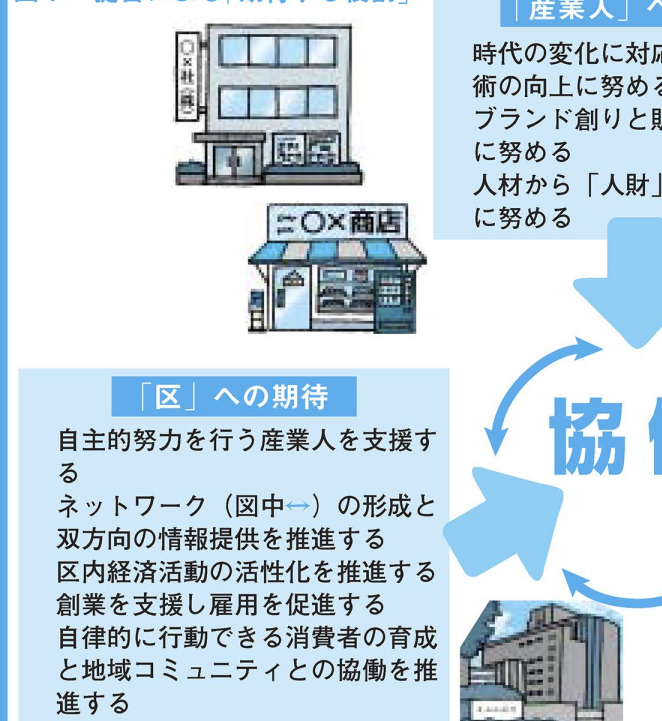 ○×社(株)
○×商店
「産業人」へ
時代の変化に対応
術の向上に努める
ブランド創りと
に努める
人材から「人財」
に努める
協
「区」への期待
自主的努力を行う産業人を支援す
る
ネットワーク(図中↔)の形成と
双方向の情報提供を推進する
区内経済活動の活性化を推進する
創業を支援し雇用を促進する
自律的に行動できる消費者の育成
と地域コミュニティとの協働を推
進する